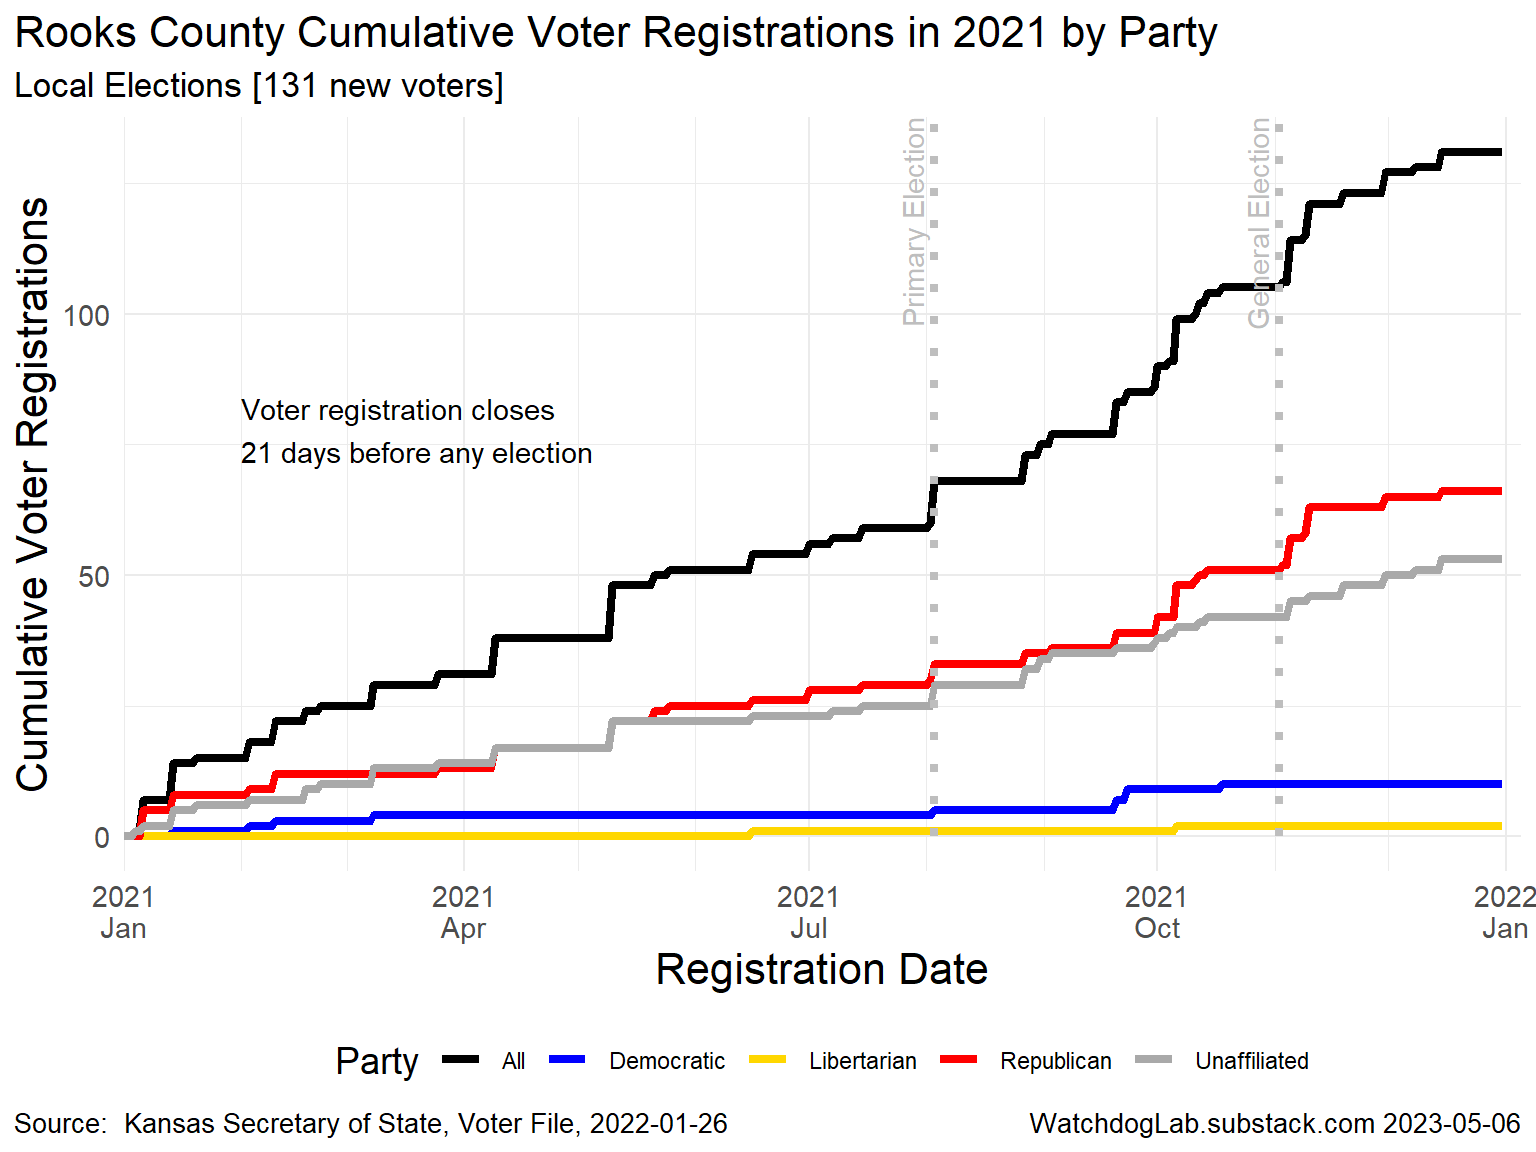 Rooks County Cumulative Voter Registrations in 2021 by Party
Local Elections [131 new voters]
Cumulative Voter Registrations
100
50
0
Primary Election
General Election
Voter registration closes
21 days before any election
2021 2021 2021 2021 2022
Jan Apr Jul Oct Jan
Registration Date
Party All Democratic Libertarian Republican Unaffiliated
Source:  Kansas Secretary of State, Voter File, 2022-01-26
WatchdogLab.substack.com 2023-05-06